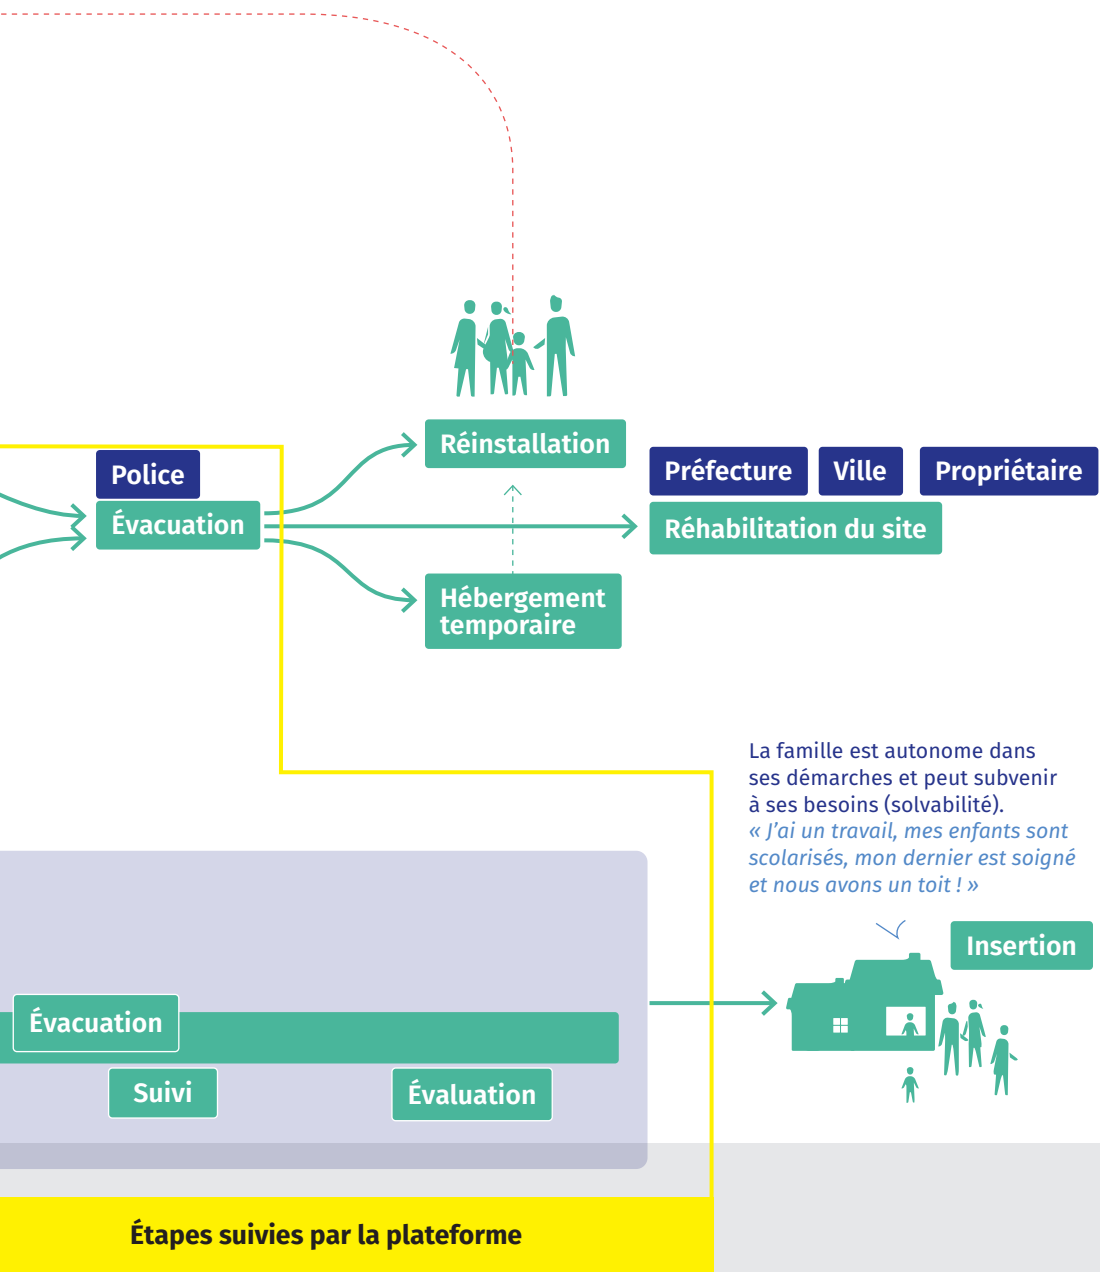 Réinstallation
Police
Préfecture
Ville
Propriétaire
Évacuation
Réhabilitation du site
Hébergement
temporaire
La famille est autonome dans
ses démarches et peut subvenir
à ses besoins (solvabilité).
« J’ai un travail, mes enfants sont
scolarisés, mon dernier est soigné
et nous avons un toit ! »
Insertion
Évacuation
Suivi
Évaluation
Étapes suivies par la plateforme